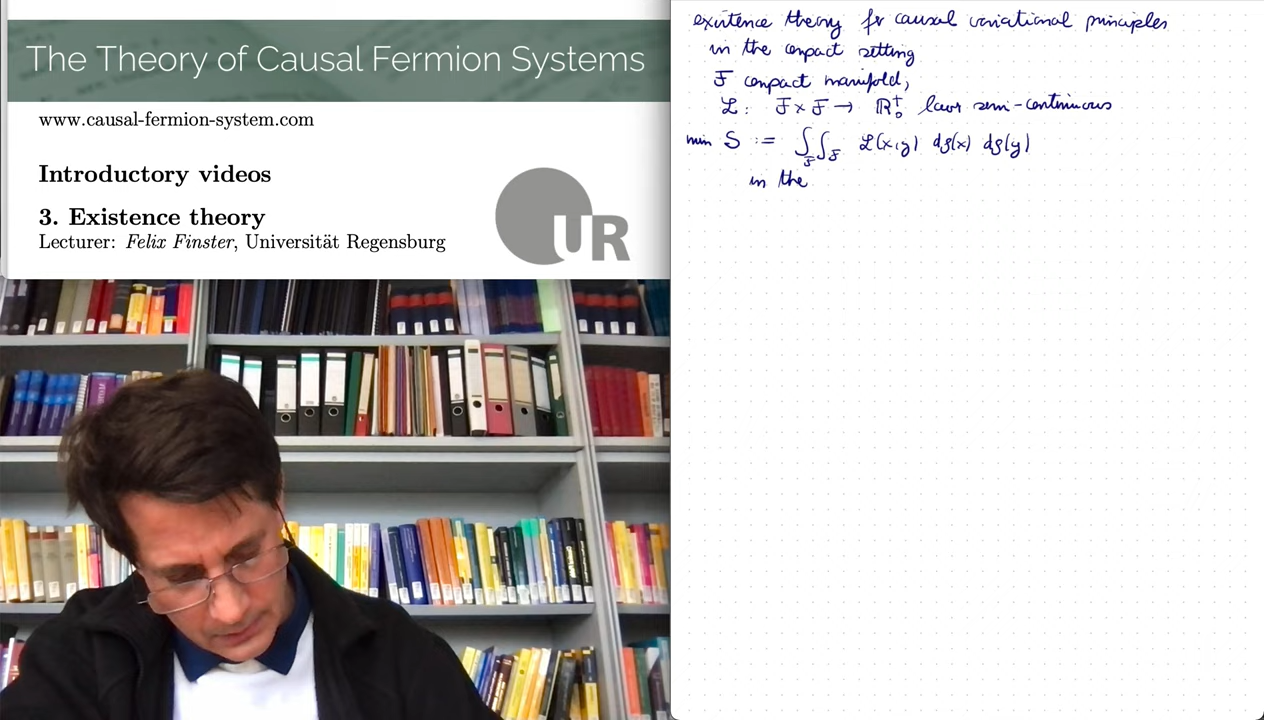 The Theory of Causal Fermion Systems
www.causal-fermion-system.com
Introductory videos
3. Existence theory
Lecturer: Felix Finster, Universität Regensburg
UR
existence theory for causal variational principles
in the compact setting
F compact manifold,
L: F × F → ℝ₀⁺ lower semi-continuous
min S := ∫_F ∫_F L(x,y) dρ(x) dρ(y)
in the